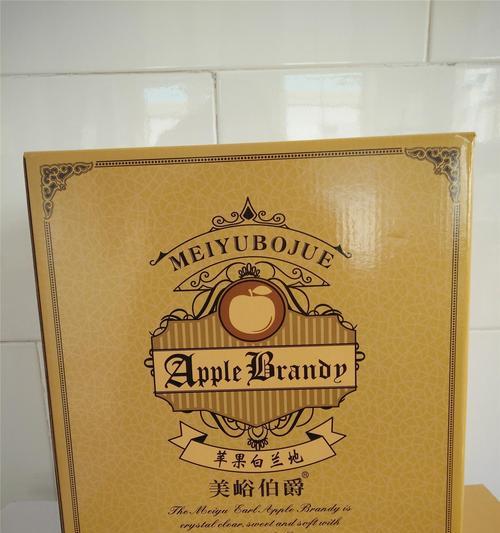 MEIYUBOJUE
Apple Brandy
苹果白兰地
美峪伯爵®
The Meiyu Earl Apple Brandy is
crystal clear, sweet and soft with